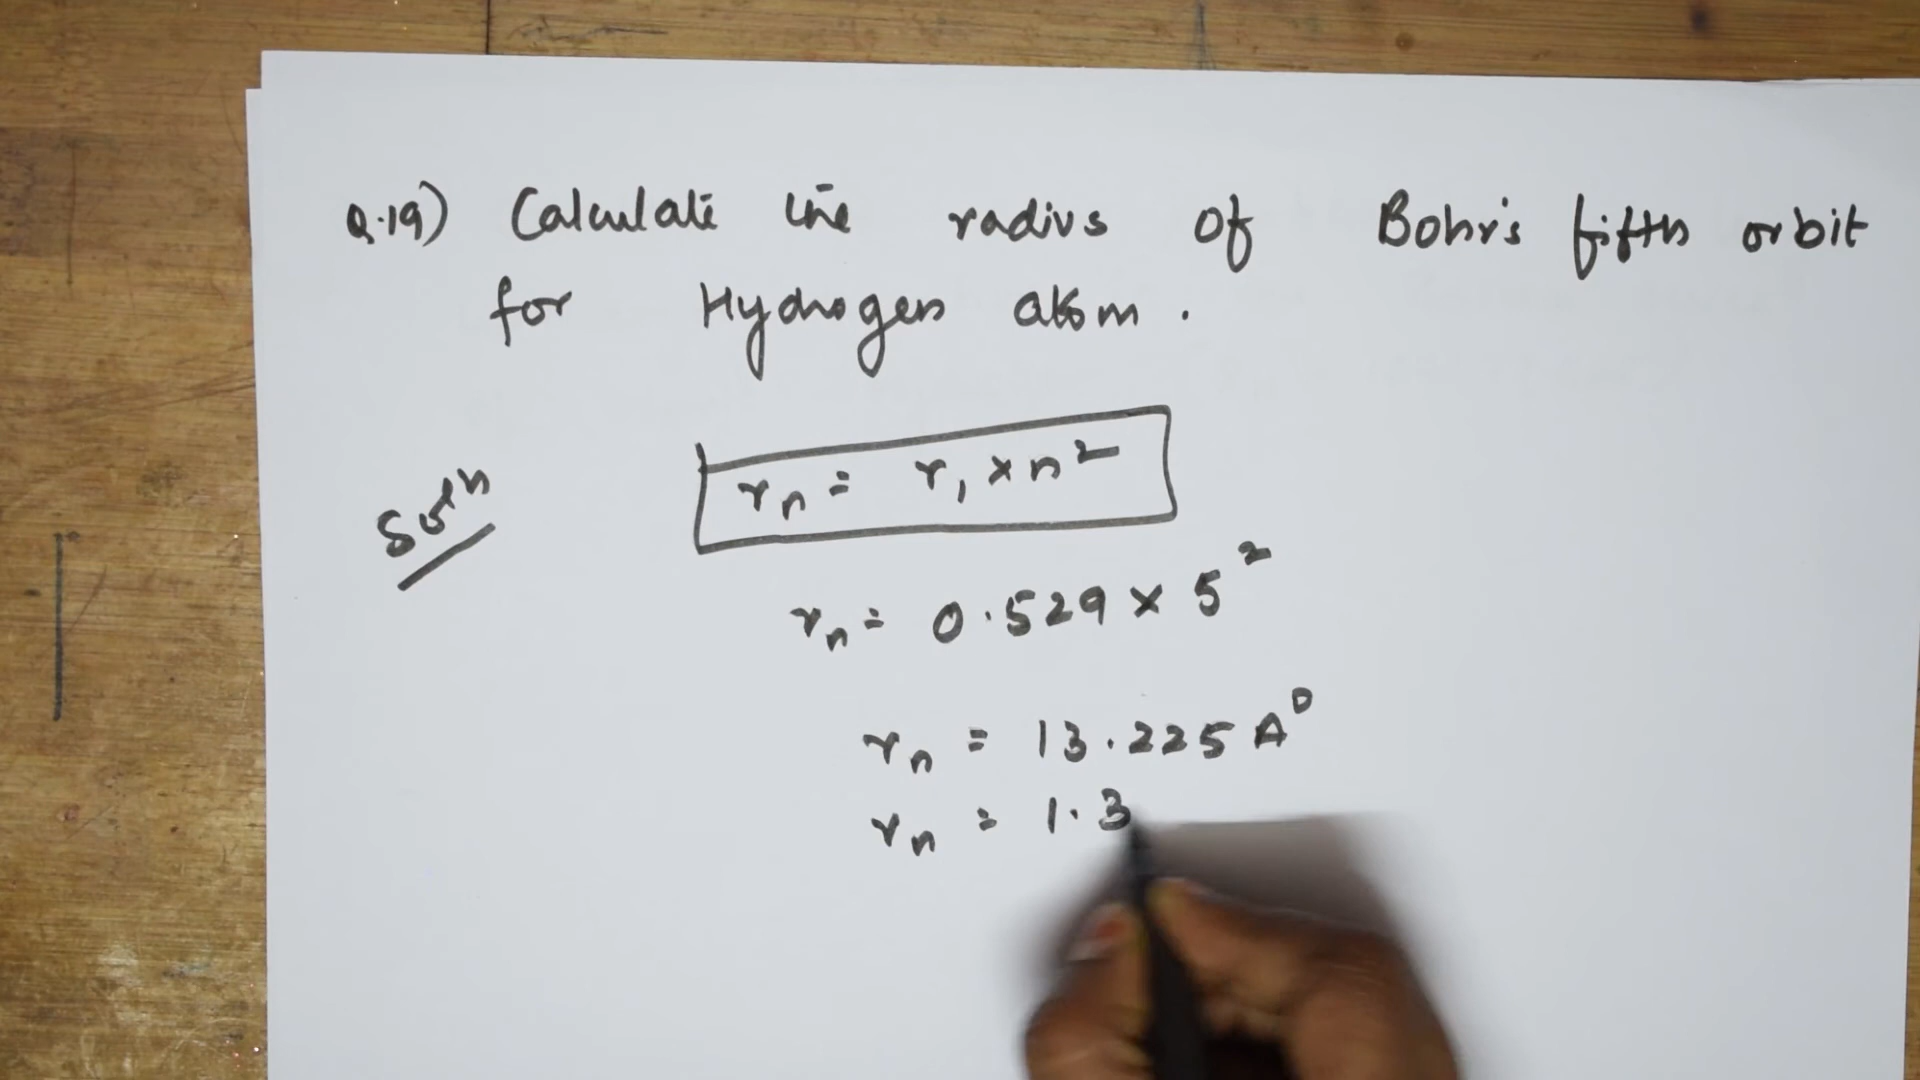 Q.19) Calculate the radius of Bohr's fifth orbit
for Hydrogen atom.
Soln
rₙ = r₁ × n²
rₙ = 0.529 × 5²
rₙ = 13.225 A⁰
rₙ = 1.3